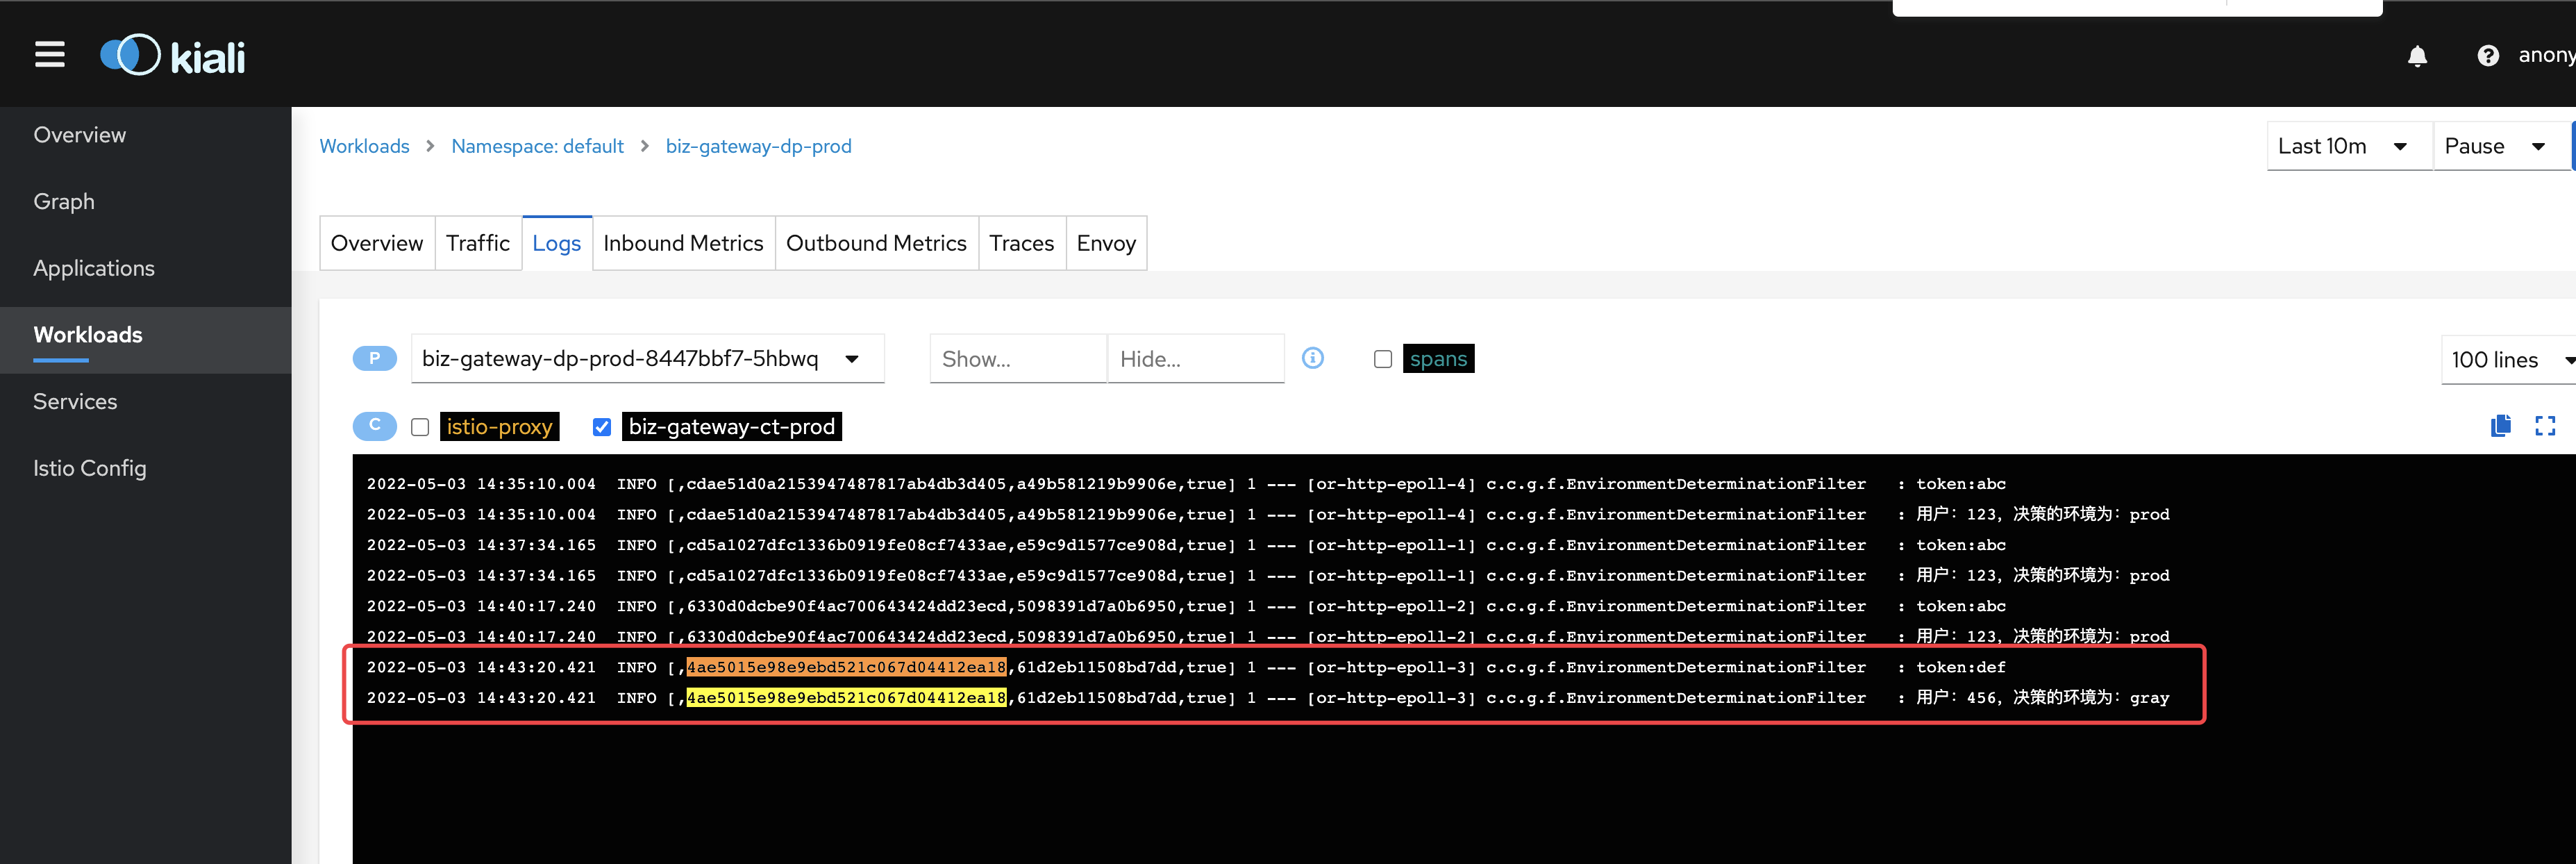 kiali
anony
Overview
Graph
Applications
Workloads
Services
Istio Config
Workloads > Namespace: default > biz-gateway-dp-prod
Last 10m
Pause
Overview Traffic Logs Inbound Metrics Outbound Metrics Traces Envoy
P biz-gateway-dp-prod-8447bbf7-5hbwq Show... Hide... spans 100 lines
C istio-proxy biz-gateway-ct-prod
2022-05-03 14:35:10.004 INFO [,cdae51d0a2153947487817ab4db3d405,a49b581219b9906e,true] 1 --- [or-http-epoll-4] c.c.g.f.EnvironmentDeterminationFilter : token:abc
2022-05-03 14:35:10.004 INFO [,cdae51d0a2153947487817ab4db3d405,a49b581219b9906e,true] 1 --- [or-http-epoll-4] c.c.g.f.EnvironmentDeterminationFilter : 用户：123，决策的环境为：prod
2022-05-03 14:37:34.165 INFO [,cd5a1027dfc1336b0919fe08cf7433ae,e59c9d1577ce908d,true] 1 --- [or-http-epoll-1] c.c.g.f.EnvironmentDeterminationFilter : token:abc
2022-05-03 14:37:34.165 INFO [,cd5a1027dfc1336b0919fe08cf7433ae,e59c9d1577ce908d,true] 1 --- [or-http-epoll-1] c.c.g.f.EnvironmentDeterminationFilter : 用户：123，决策的环境为：prod
2022-05-03 14:40:17.240 INFO [,6330d0dcbe90f4ac700643424dd23ecd,5098391d7a0b6950,true] 1 --- [or-http-epoll-2] c.c.g.f.EnvironmentDeterminationFilter : token:abc
2022-05-03 14:40:17.240 INFO [,6330d0dcbe90f4ac700643424dd23ecd,5098391d7a0b6950,true] 1 --- [or-http-epoll-2] c.c.g.f.EnvironmentDeterminationFilter : 用户：123，决策的环境为：prod
2022-05-03 14:43:20.421 INFO [,4ae5015e98e9ebd521c067d04412ea18,61d2eb11508bd7dd,true] 1 --- [or-http-epoll-3] c.c.g.f.EnvironmentDeterminationFilter : token:def
2022-05-03 14:43:20.421 INFO [,4ae5015e98e9ebd521c067d04412ea18,61d2eb11508bd7dd,true] 1 --- [or-http-epoll-3] c.c.g.f.EnvironmentDeterminationFilter : 用户：456，决策的环境为：gray